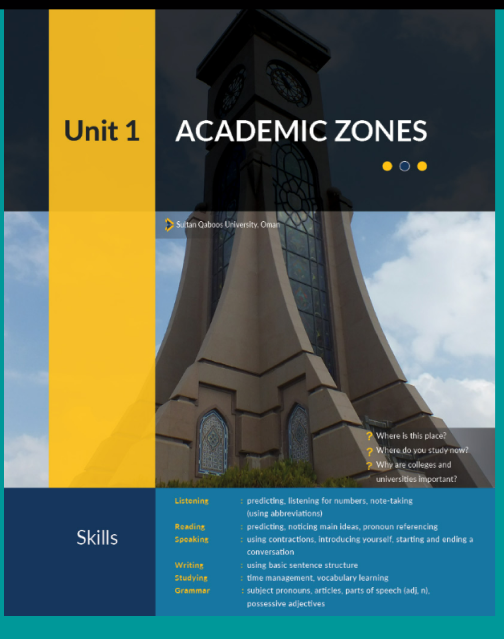 Unit 1
ACADEMIC ZONES
Sultan Qaboos University, Oman
? Where is this place?
? Where do you study now?
? Why are colleges and
universities important?
Skills
Listening : predicting, listening for numbers, note-taking
(using abbreviations)
Reading : predicting, noticing main ideas, pronoun referencing
Speaking : using contractions, introducing yourself, starting and ending a
conversation
Writing : using basic sentence structure
Studying : time management, vocabulary learning
Grammar : subject pronouns, articles, parts of speech (adj, n),
possessive adjectives